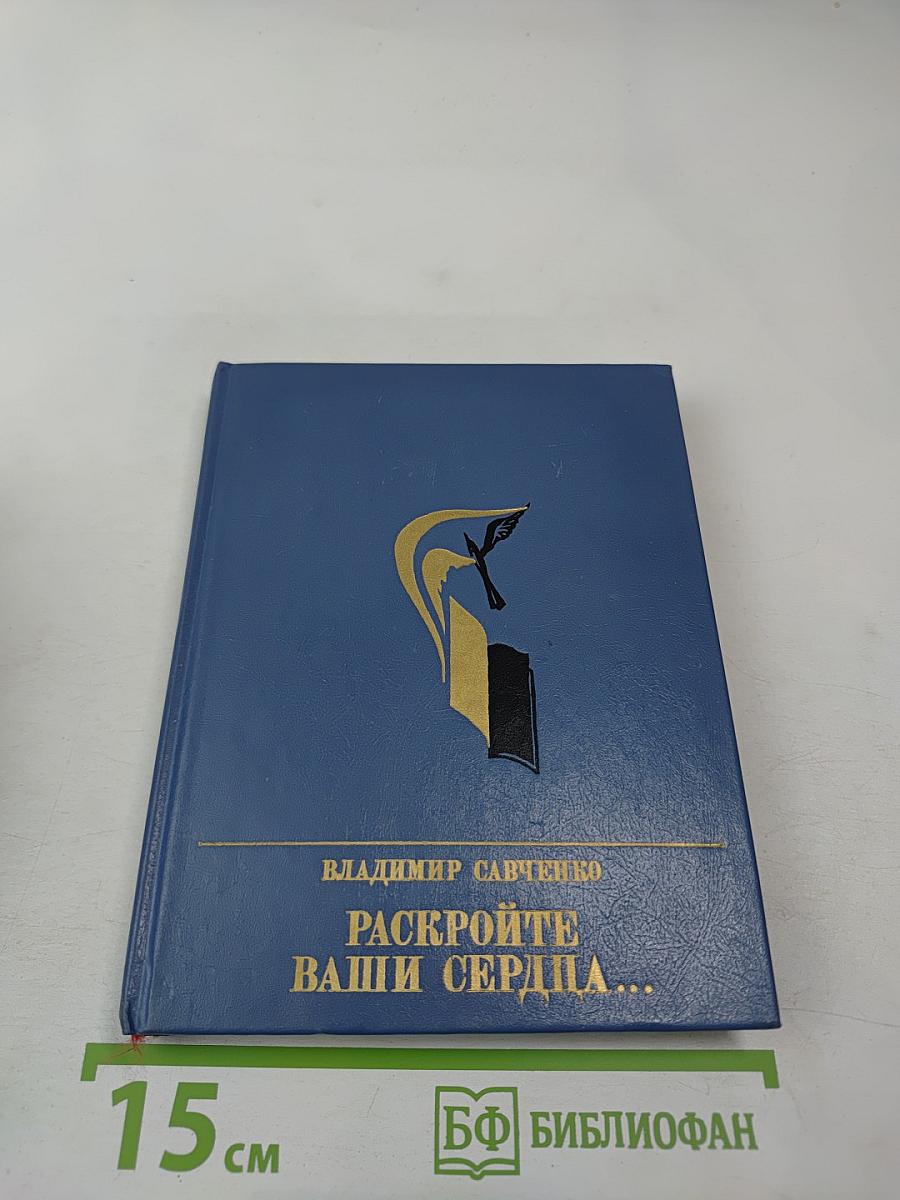 ВЛАДИМИР САВЧЕНКО
РАСКРОЙТЕ
ВАШИ СЕРДЦА...
15 см
БФ БИБЛИОФАН